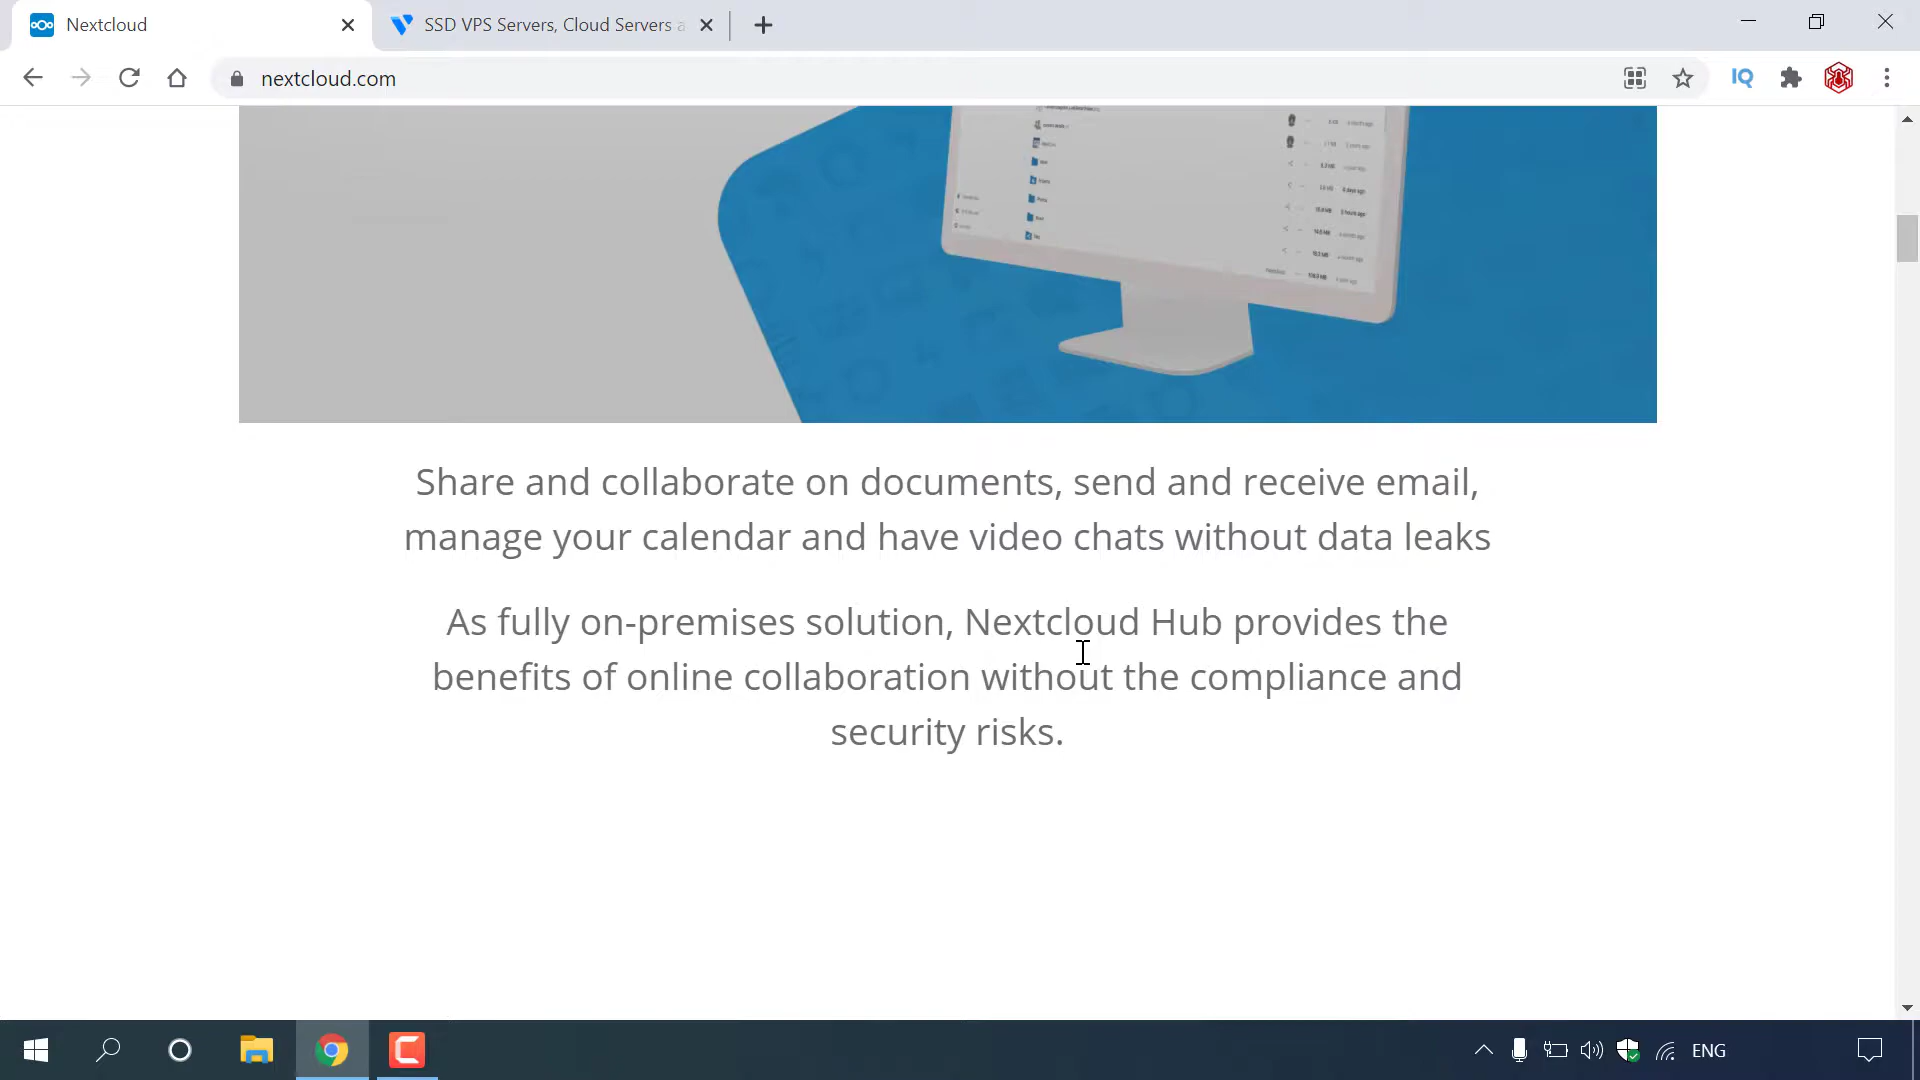 Nextcloud
SSD VPS Servers, Cloud Servers a
nextcloud.com
IQ
Share and collaborate on documents, send and receive email,
manage your calendar and have video chats without data leaks
As fully on-premises solution, Nextcloud Hub provides the
benefits of online collaboration without the compliance and
security risks.
ENG